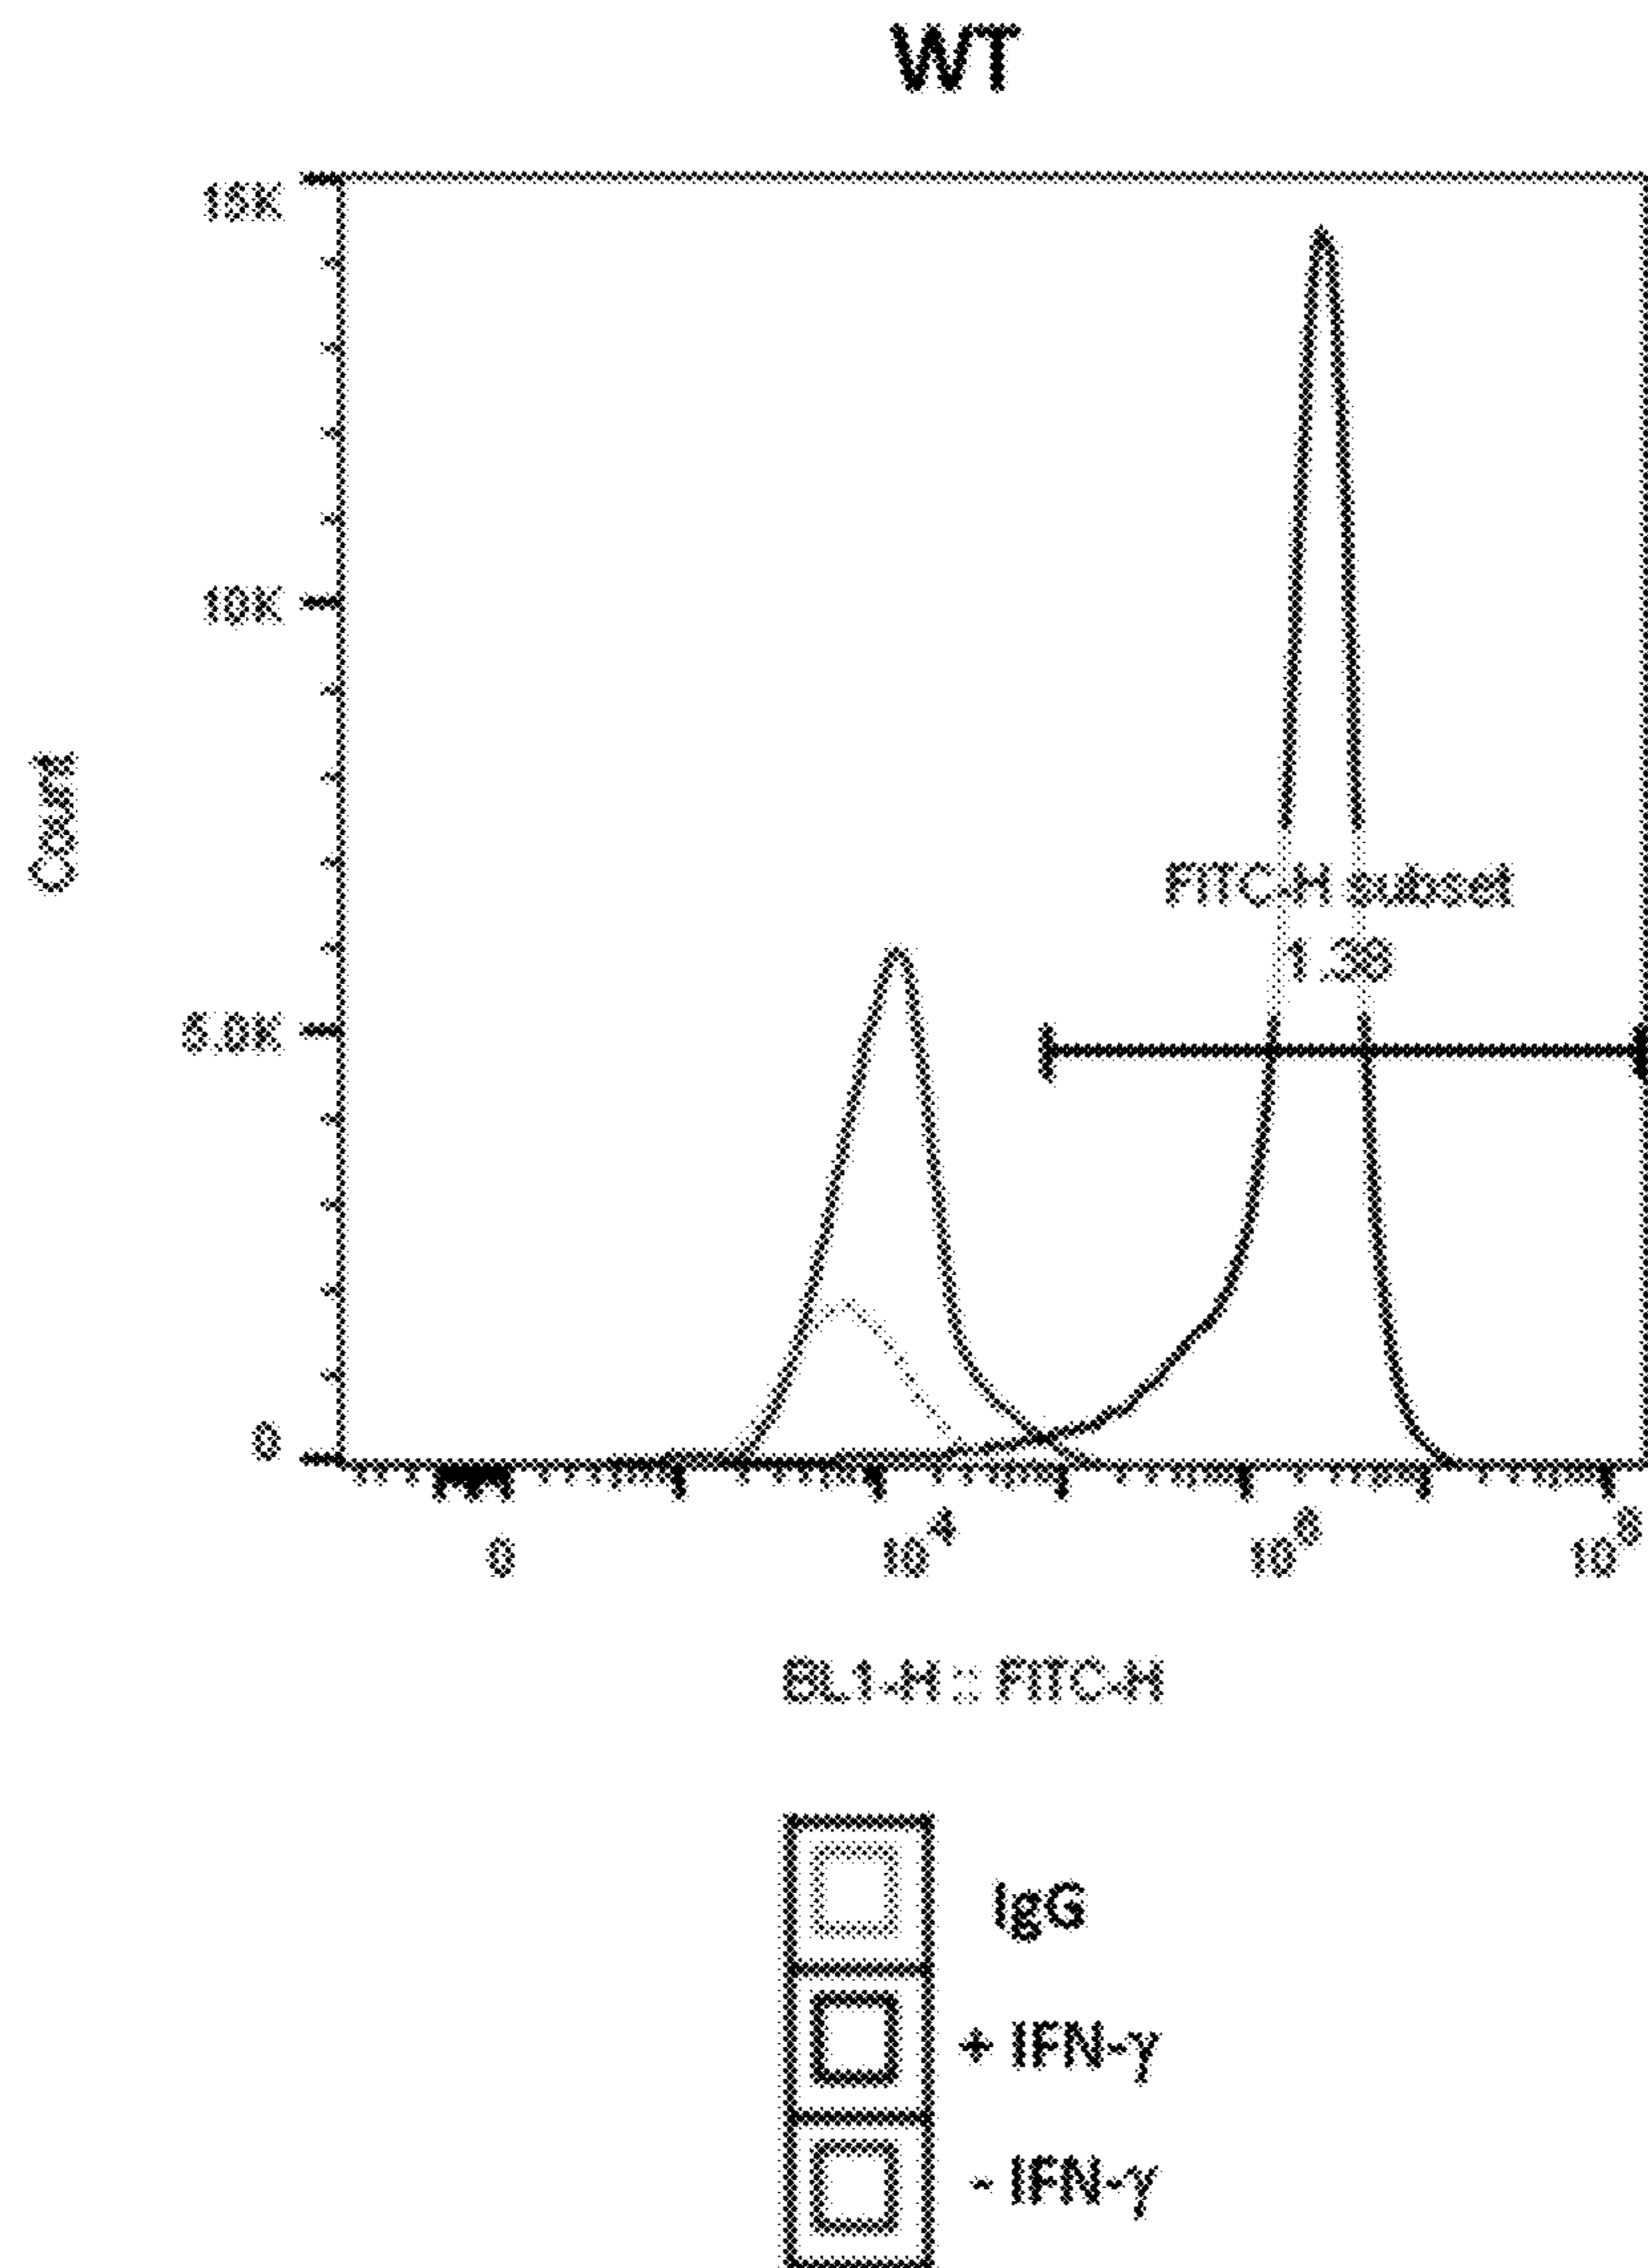 WT
15K
10K
5.0K
0
Count
FITC-H subset
1.39
0
10^4
10^6
10^8
BL1-H :: FITC-H
IgG
+ IFN-γ
- IFN-γ